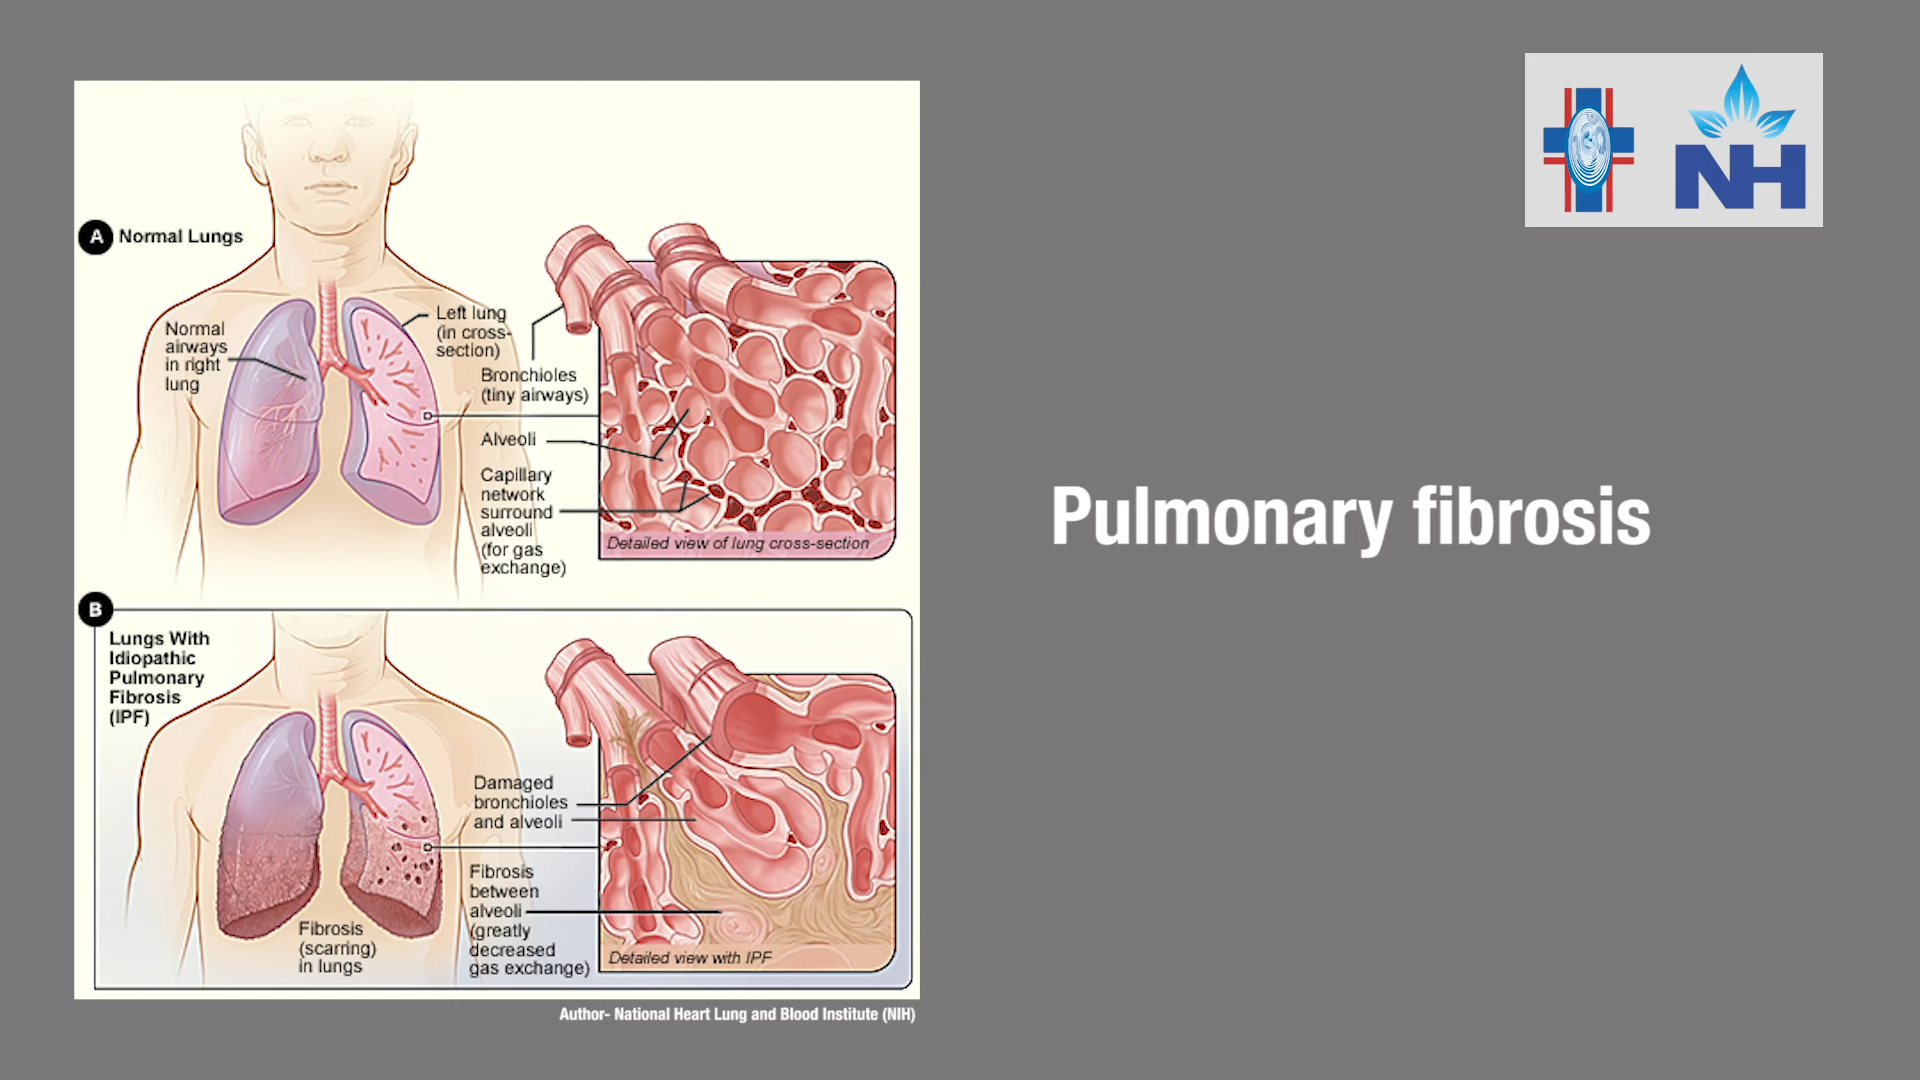 NH
A Normal Lungs
Normal
airways
in right
lung
Left lung
(in cross-
section)
Bronchioles
(tiny airways)
Alveoli
Capillary
network
surround
alveoli
(for gas
exchange)
Detailed view of lung cross-section
Pulmonary fibrosis
B
Lungs With
Idiopathic
Pulmonary
Fibrosis
(IPF)
Damaged
bronchioles
and alveoli
Fibrosis
between
alveoli
(greatly
decreased
gas exchange)
Fibrosis
(scarring)
in lungs
Detailed view with IPF
Author- National Heart Lung and Blood Institute (NIH)